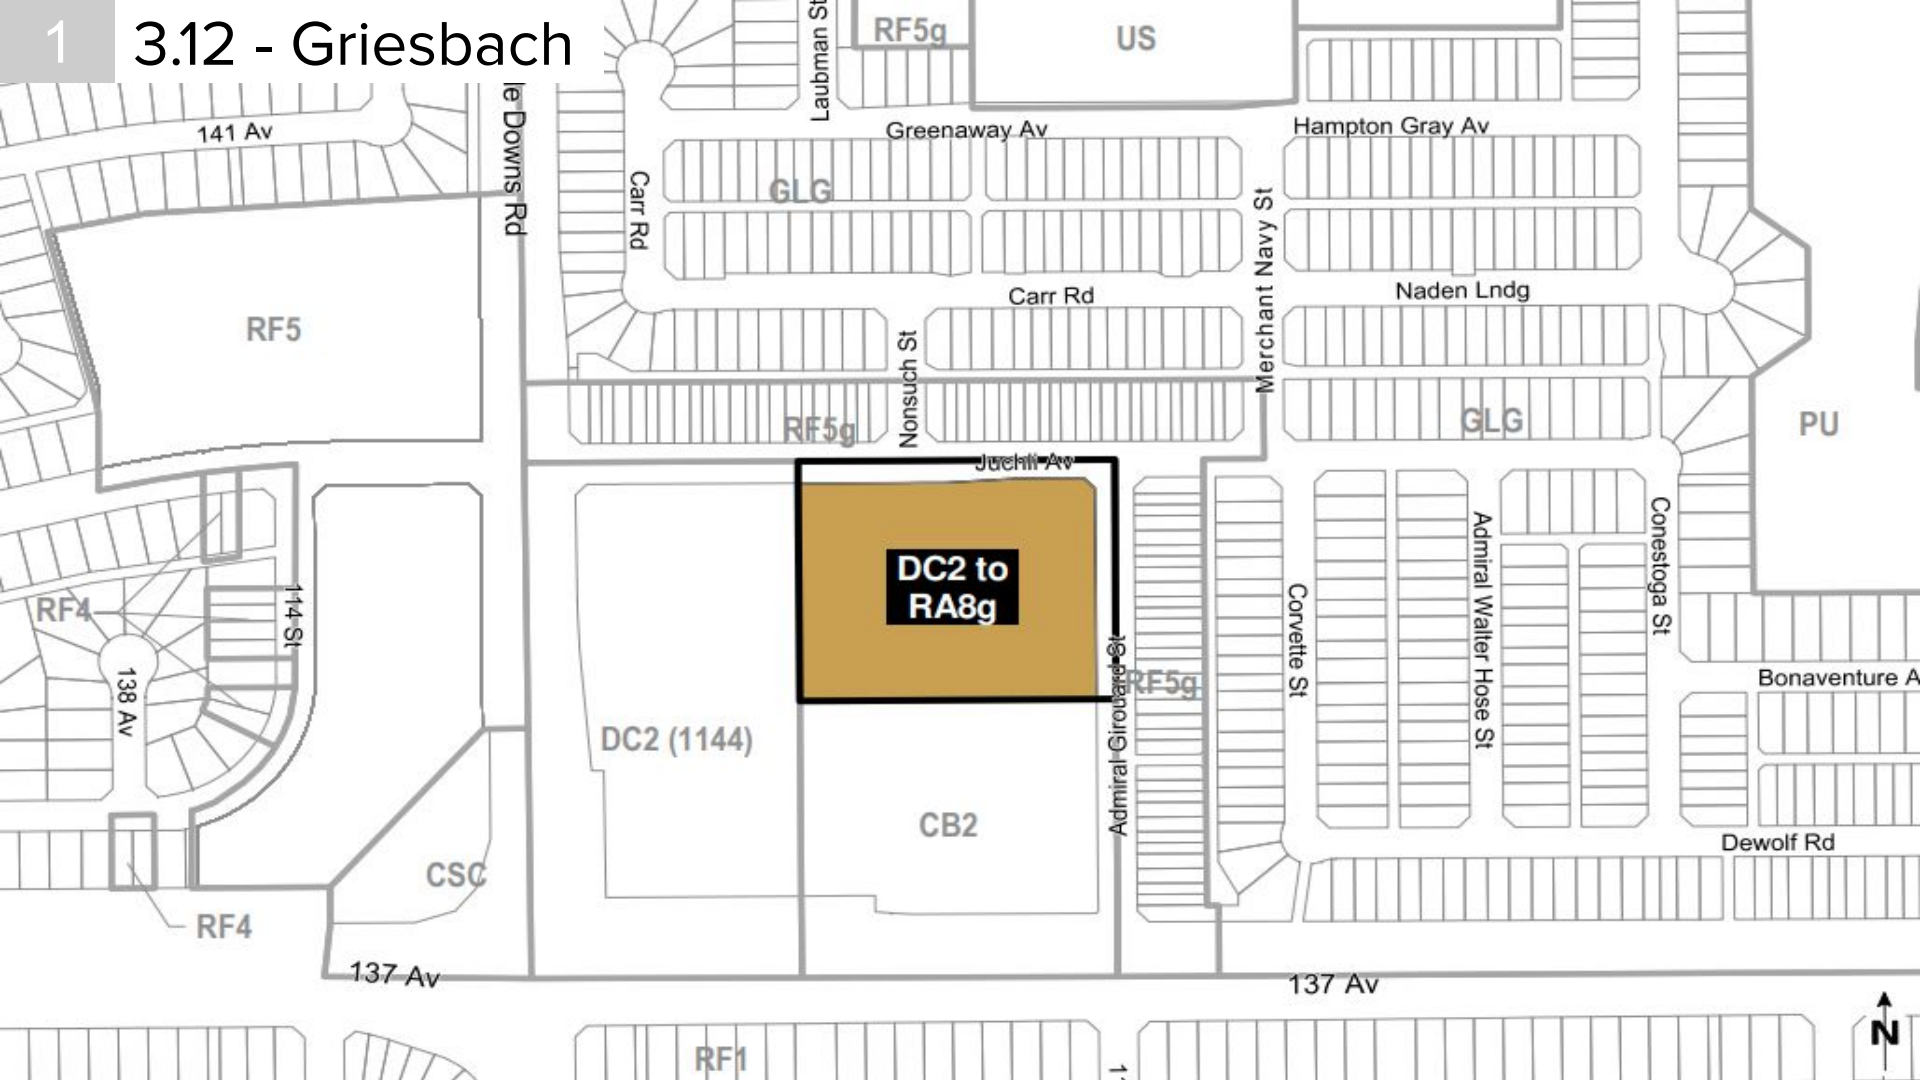 1
3.12 - Griesbach
Laubman St
RF5g
US
le Downs Rd
141 Av
Greenaway Av
Hampton Gray Av
Carr Rd
GLG
Merchant Navy St
Carr Rd
Naden Lndg
RF5
Nonsuch St
RF5g
GLG
PU
Juchli Av
DC2 to
RA8g
RF4
114 St
138 Av
Corvette St
Admiral Walter Hose St
Conestoga St
Admiral Girouard St
RF5g
Bonaventure A
DC2 (1144)
CB2
Dewolf Rd
CSC
RF4
137 Av
137 Av
N
RF1